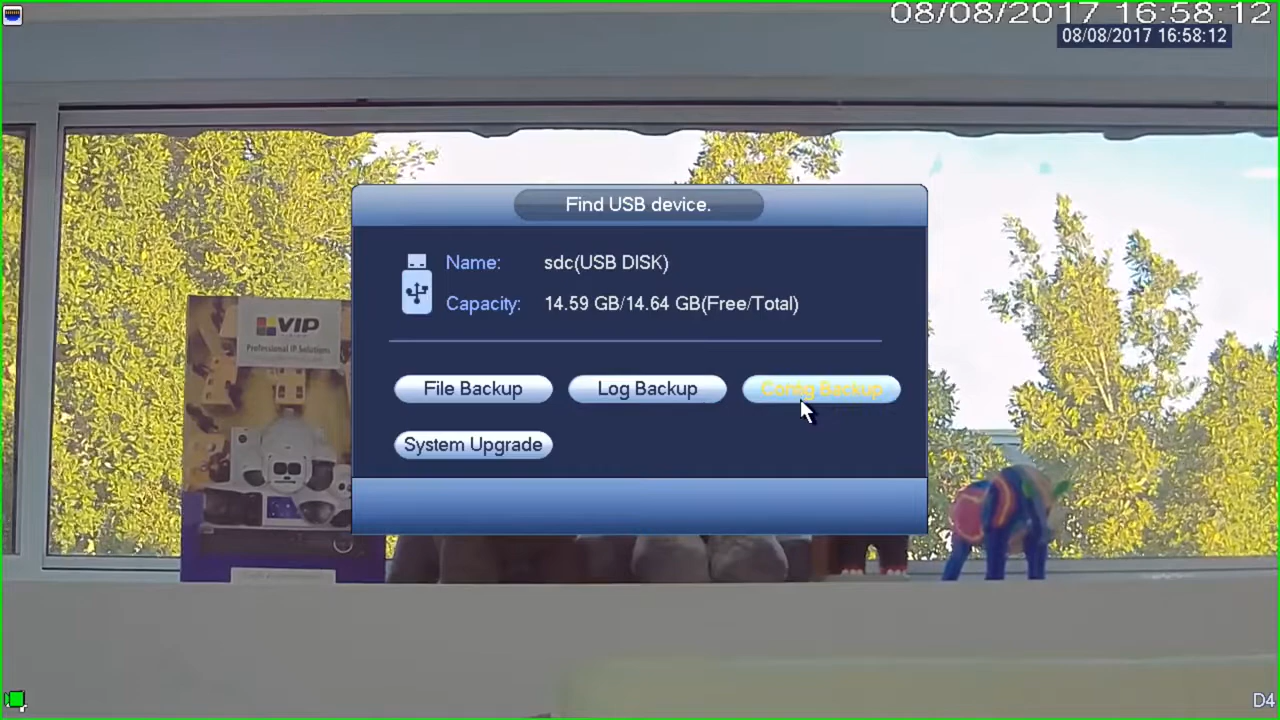 08/08/2017 16:58:12
08/08/2017 16:58:12
Find USB device.
Name: sdc(USB DISK)
Capacity: 14.59 GB/14.64 GB(Free/Total)
File Backup Log Backup Config Backup
System Upgrade
VIP
Professional IP Solutions
D4